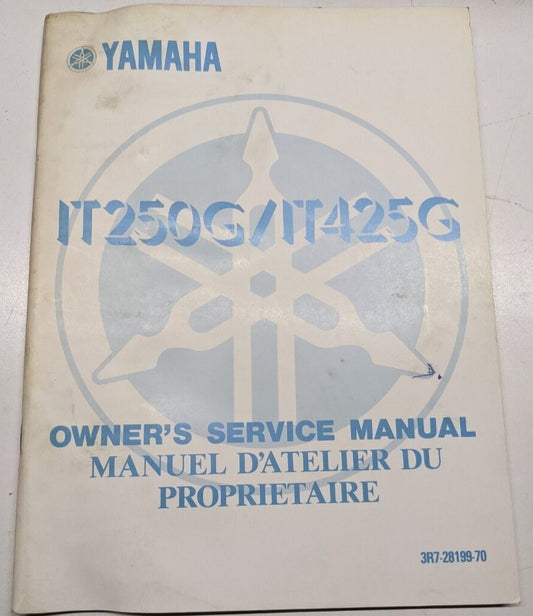 YAMAHA
IT250G/IT425G
OWNER'S SERVICE MANUAL
MANUEL D'ATELIER DU
PROPRIETAIRE
3R7-28199-70